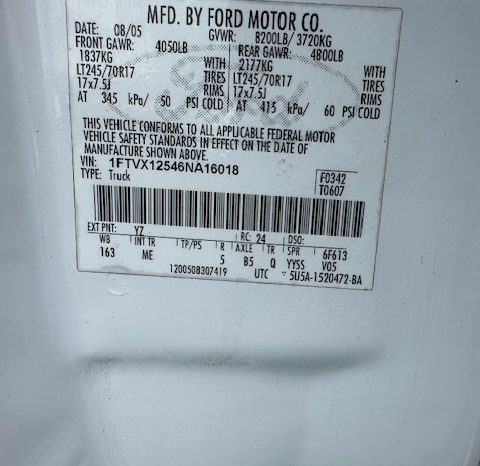 MFD. BY FORD MOTOR CO.
DATE: 08/05 GVWR: 8200LB/ 3720KG
FRONT GAWR: 4050LB REAR GAWR: 4800LB
1837KG WITH 2177KG WITH
LT245/70R17 TIRES LT245/70R17 TIRES
17x7.5J RIMS 17x7.5J RIMS
AT 345 kPa/ 50 PSI COLD AT 415 kPa/ 60 PSI COLD
THIS VEHICLE CONFORMS TO ALL APPLICABLE FEDERAL MOTOR
VEHICLE SAFETY STANDARDS IN EFFECT ON THE DATE OF
MANUFACTURE SHOWN ABOVE.
VIN: 1FTVX12546NA16018
TYPE: Truck
F0342
T0607
EXT PNT: YZ RC: 24 DSO:
WB INT TR TP/PS R AXLE TR SPR 6F613
163 ME 5 B5 Q YYSS VOS
1200508307419 UTC 5U5A-1520472-BA
Ford